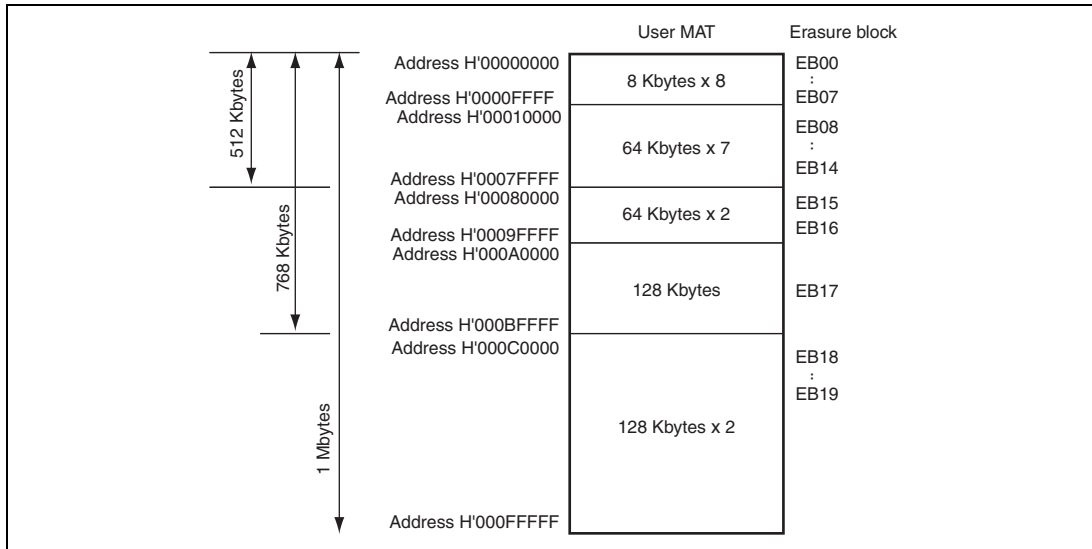 User MAT Erasure block
Address H'00000000 EB00
8 Kbytes x 8 :
Address H'0000FFFF EB07
Address H'00010000 EB08
512 Kbytes 64 Kbytes x 7 :
EB14
Address H'0007FFFF
Address H'00080000 EB15
64 Kbytes x 2
Address H'0009FFFF EB16
Address H'000A0000
768 Kbytes 128 Kbytes EB17
Address H'000BFFFF
Address H'000C0000 EB18
:
EB19
1 Mbytes 128 Kbytes x 2
Address H'000FFFFF